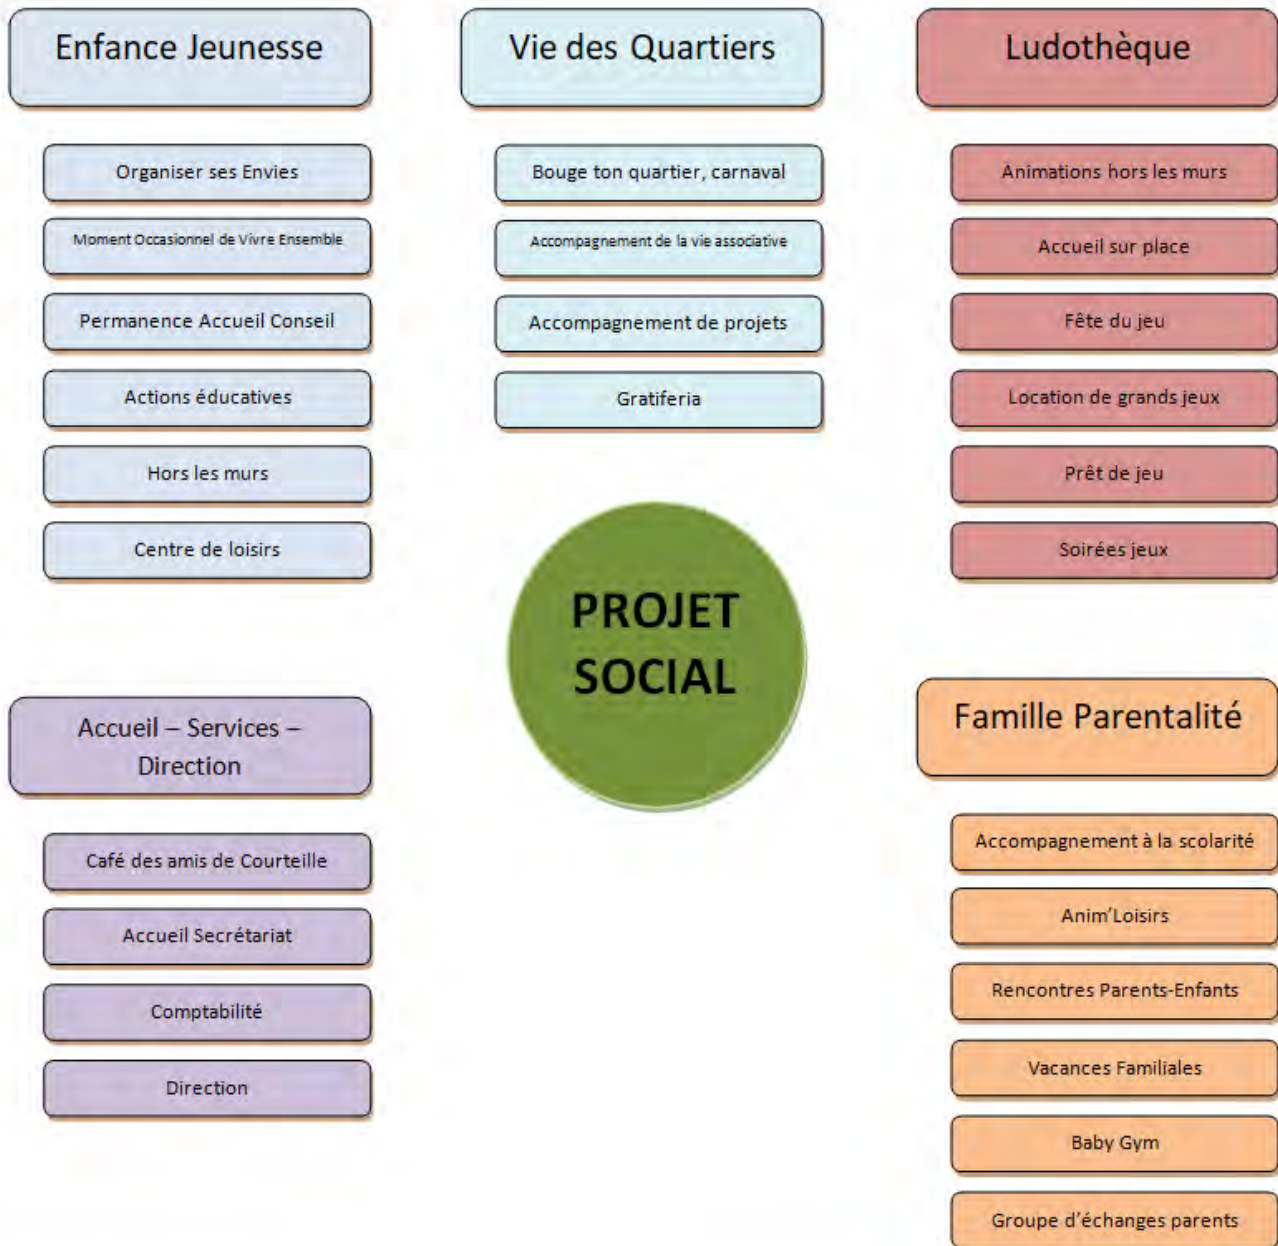 Enfance Jeunesse
Organiser ses Envies
Moment Occasionnel de Vivre Ensemble
Permanence Accueil Conseil
Actions éducatives
Hors les murs
Centre de loisirs
Vie des Quartiers
Bouge ton quartier, carnaval
Accompagnement de la vie associative
Accompagnement de projets
Gratiferia
Ludothèque
Animations hors les murs
Accueil sur place
Fête du jeu
Location de grands jeux
Prêt de jeu
Soirées jeux
PROJET
SOCIAL
Accueil – Services –
Direction
Café des amis de Courteille
Accueil Secrétariat
Comptabilité
Direction
Famille Parentalité
Accompagnement à la scolarité
Anim'Loisirs
Rencontres Parents-Enfants
Vacances Familiales
Baby Gym
Groupe d'échanges parents